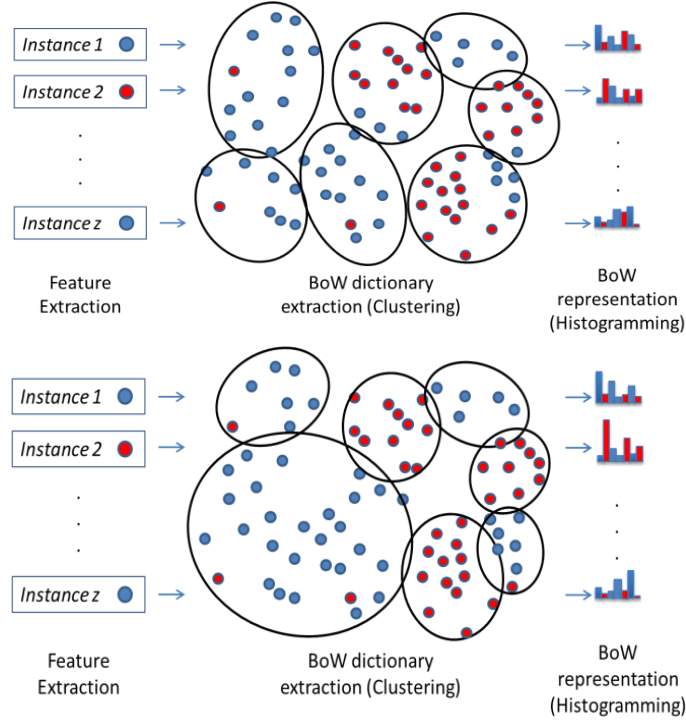 Instance 1
Instance 2
.
.
.
.
.
.
Instance z
Feature
Extraction
BoW dictionary
extraction (Clustering)
BoW
representation
(Histogramming)
Instance 1
Instance 2
.
.
.
.
.
.
Instance z
Feature
Extraction
BoW dictionary
extraction (Clustering)
BoW
representation
(Histogramming)